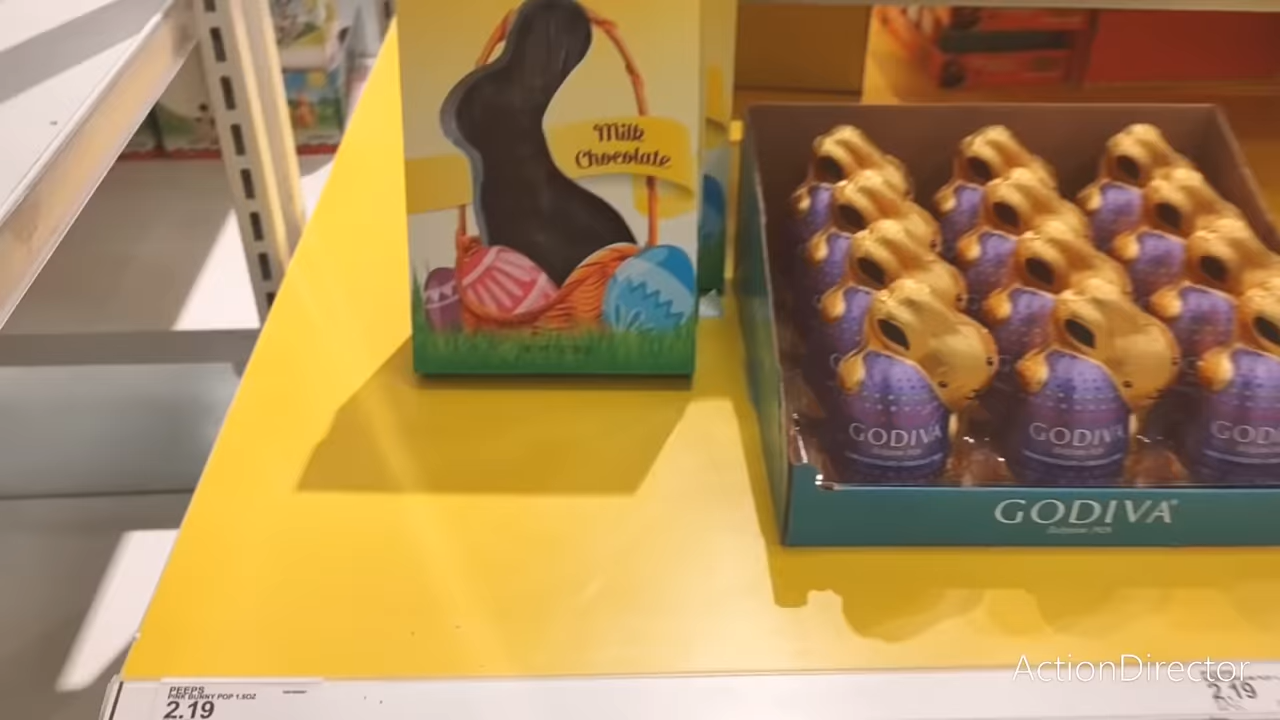 Milk
Chocolate
GODIVA
GODIVA
GODIVA
GODIVA
ActionDirector
PEEPS
PINK BUNNY POP 1.5OZ
2.19
2.19